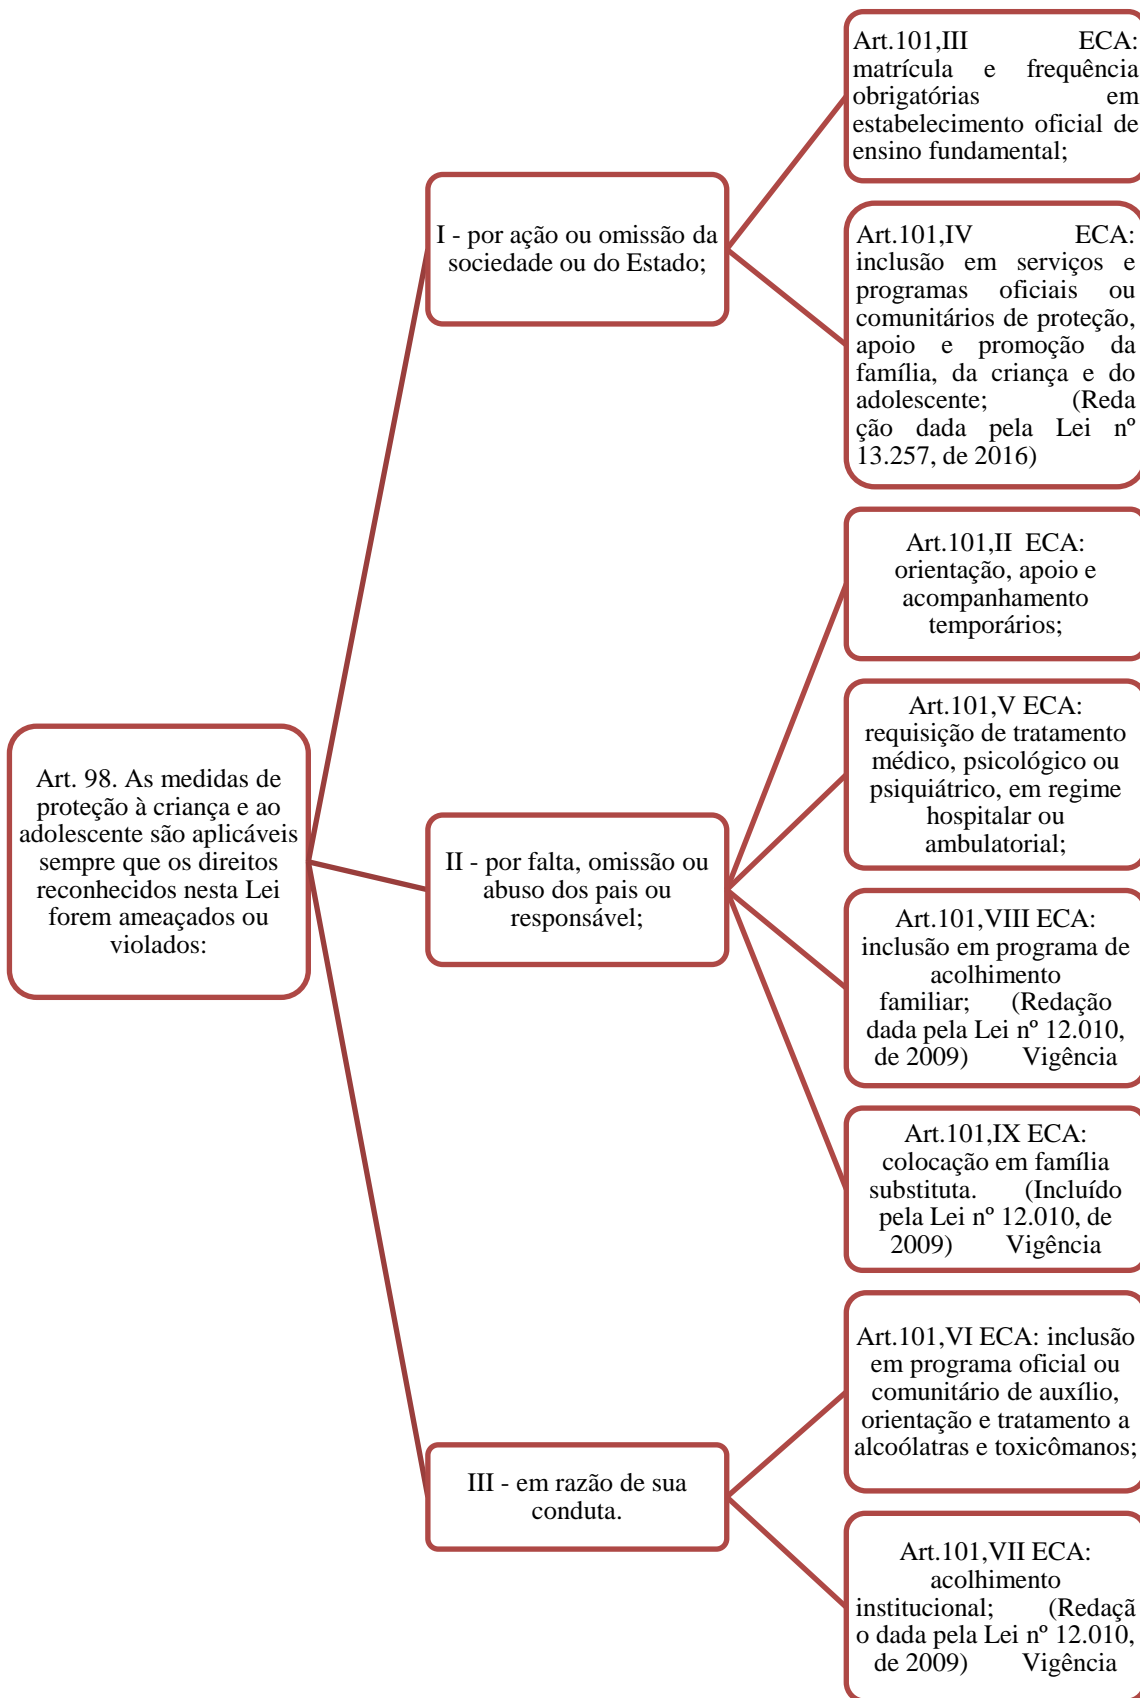 Art. 98. As medidas de
proteção à criança e ao
adolescente são aplicáveis
sempre que os direitos
reconhecidos nesta Lei
forem ameaçados ou
violados:
I - por ação ou omissão da
sociedade ou do Estado;
Art.101,III ECA:
matrícula e frequência
obrigatórias em
estabelecimento oficial de
ensino fundamental;
Art.101,IV ECA:
inclusão em serviços e
programas oficiais ou
comunitários de proteção,
apoio e promoção da
família, da criança e do
adolescente; (Reda
ção dada pela Lei nº
13.257, de 2016)
II - por falta, omissão ou
abuso dos pais ou
responsável;
Art.101,II ECA:
orientação, apoio e
acompanhamento
temporários;
Art.101,V ECA:
requisição de tratamento
médico, psicológico ou
psiquiátrico, em regime
hospitalar ou
ambulatorial;
Art.101,VIII ECA:
inclusão em programa de
acolhimento
familiar; (Redação
dada pela Lei nº 12.010,
de 2009) Vigência
Art.101,IX ECA:
colocação em família
substituta. (Incluído
pela Lei nº 12.010, de
2009) Vigência
III - em razão de sua
conduta.
Art.101,VI ECA: inclusão
em programa oficial ou
comunitário de auxílio,
orientação e tratamento a
alcoólatras e toxicômanos;
Art.101,VII ECA:
acolhimento
institucional; (Redaçã
o dada pela Lei nº 12.010,
de 2009) Vigência